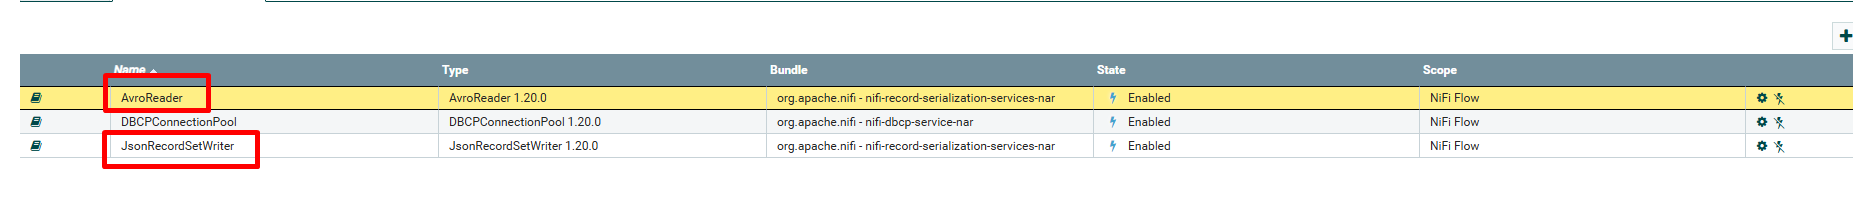 Name Type Bundle State Scope
AvroReader AvroReader 1.20.0 org.apache.nifi - nifi-record-serialization-services-nar Enabled NiFi Flow
DBCPConnectionPool DBCPConnectionPool 1.20.0 org.apache.nifi - nifi-dbcp-service-nar Enabled NiFi Flow
JsonRecordSetWriter JsonRecordSetWriter 1.20.0 org.apache.nifi - nifi-record-serialization-services-nar Enabled NiFi Flow